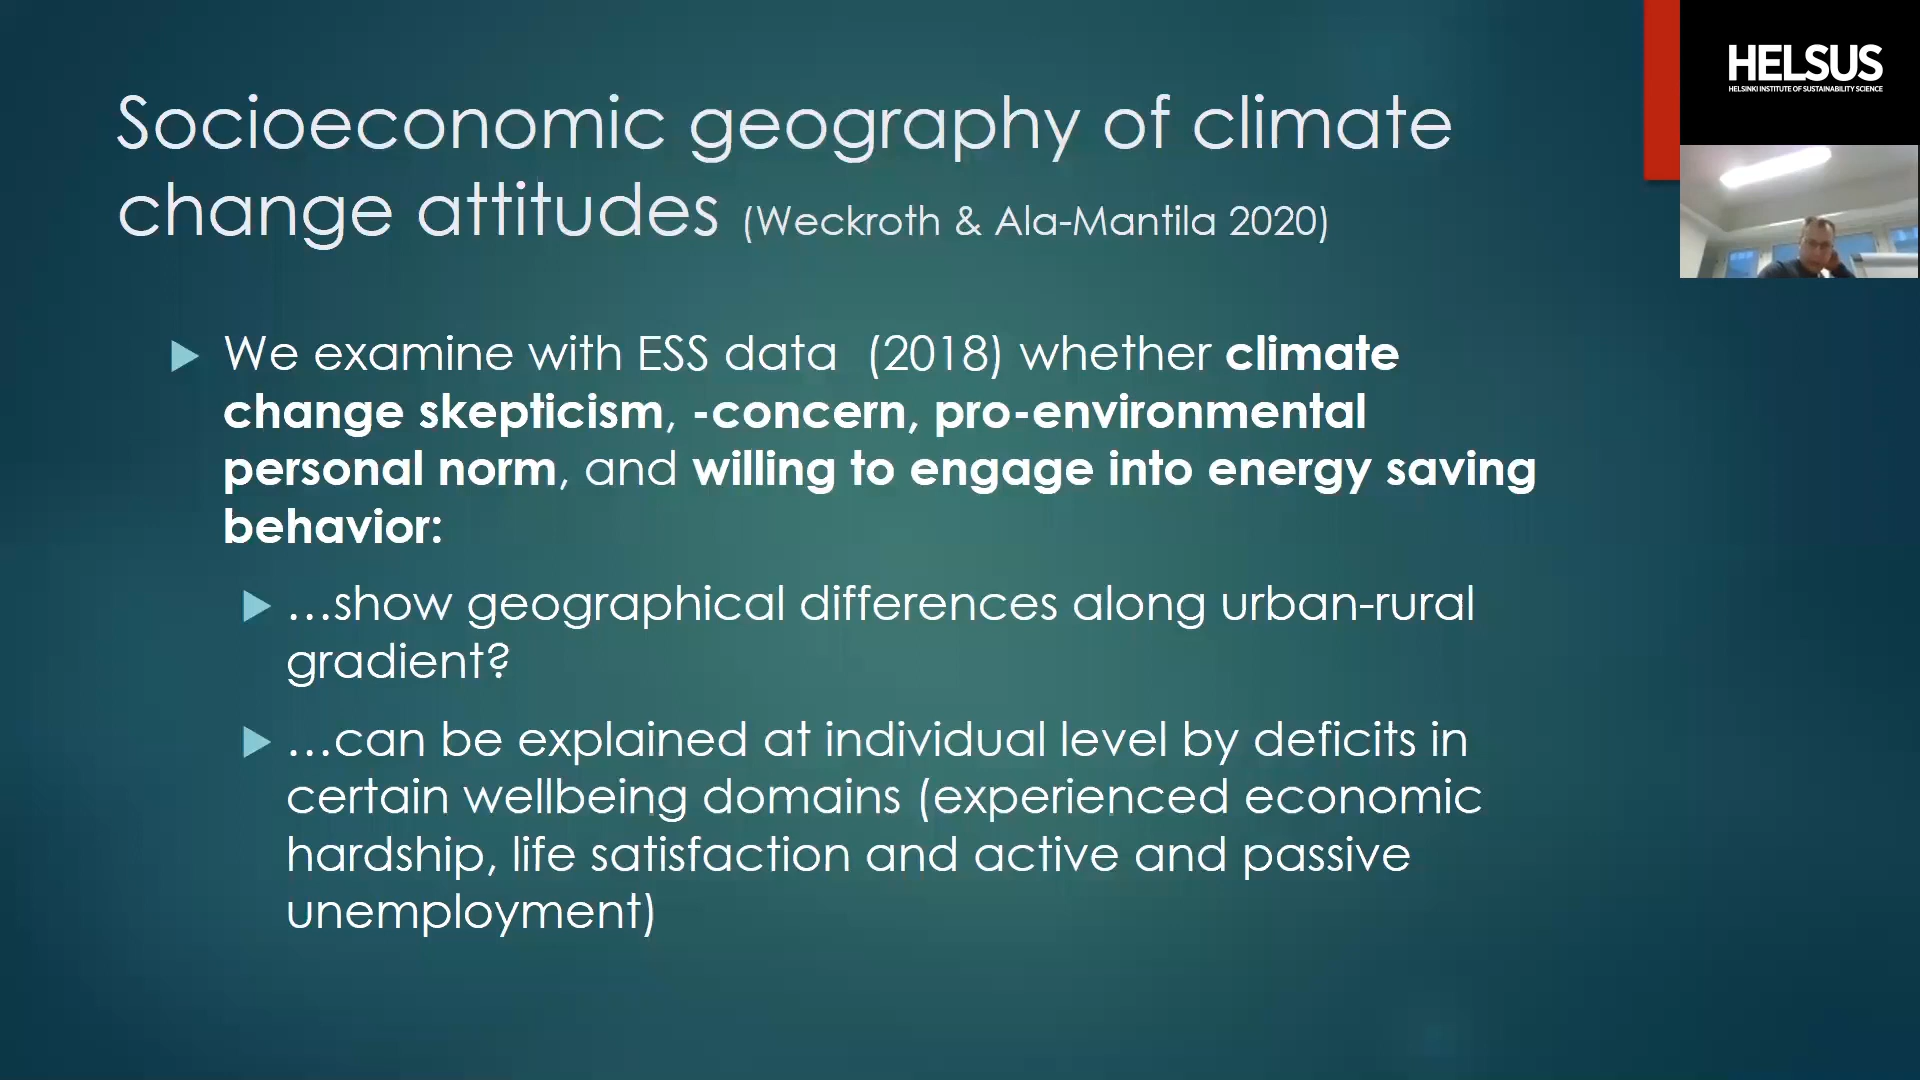 Socioeconomic geography of climate
change attitudes (Weckroth & Ala-Mantila 2020)
We examine with ESS data (2018) whether climate
change skepticism, -concern, pro-environmental
personal norm, and willing to engage into energy saving
behavior:
…show geographical differences along urban-rural
gradient?
…can be explained at individual level by deficits in
certain wellbeing domains (experienced economic
hardship, life satisfaction and active and passive
unemployment)
HELSUS
HELSINKI INSTITUTE OF SUSTAINABILITY SCIENCE